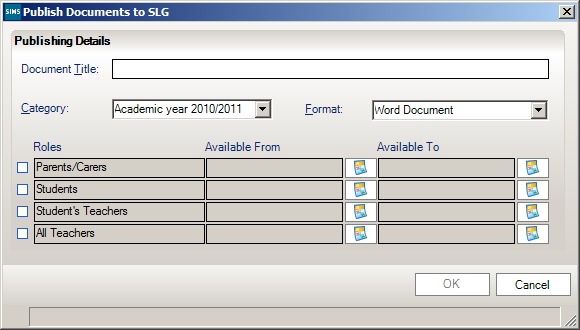 SIMS Publish Documents to SLG
Publishing Details
Document Title:
Category: Academic year 2010/2011 Format: Word Document
Roles Available From Available To
Parents/Carers
Students
Student's Teachers
All Teachers
OK Cancel